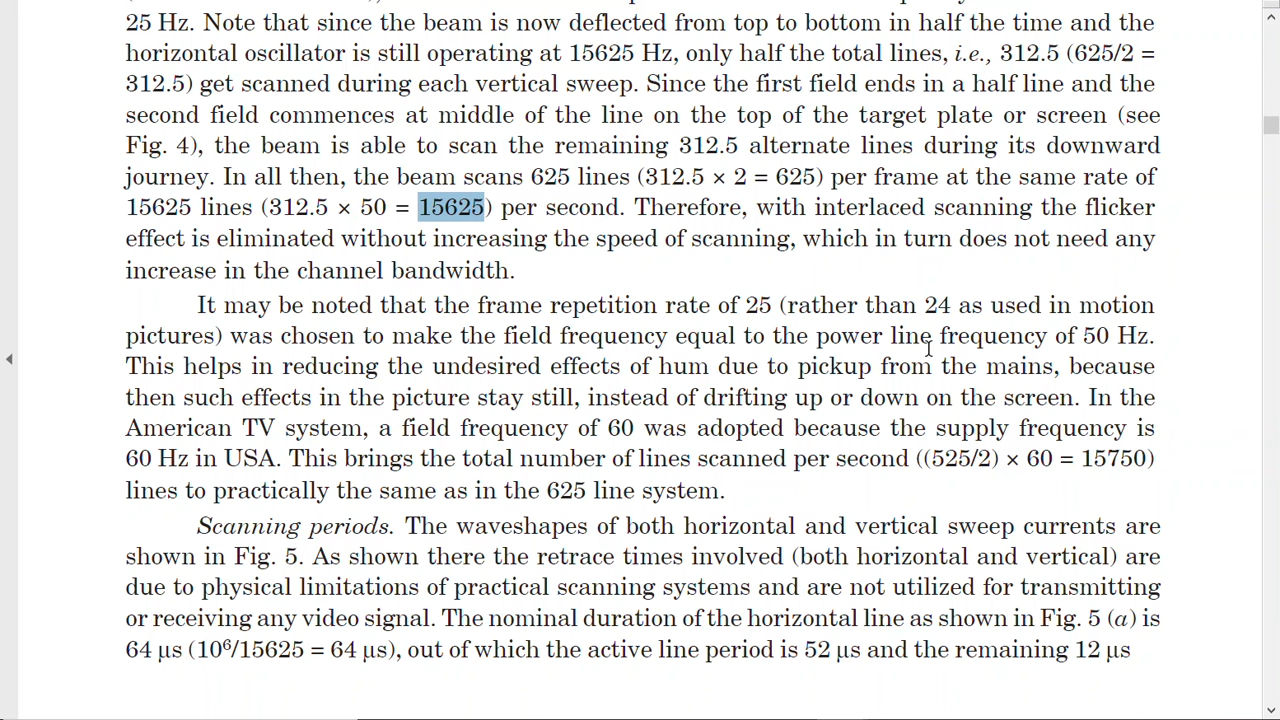 25 Hz. Note that since the beam is now deflected from top to bottom in half the time and the
horizontal oscillator is still operating at 15625 Hz, only half the total lines, i.e., 312.5 (625/2 =
312.5) get scanned during each vertical sweep. Since the first field ends in a half line and the
second field commences at middle of the line on the top of the target plate or screen (see
Fig. 4), the beam is able to scan the remaining 312.5 alternate lines during its downward
journey. In all then, the beam scans 625 lines (312.5 × 2 = 625) per frame at the same rate of
15625 lines (312.5 × 50 = 15625) per second. Therefore, with interlaced scanning the flicker
effect is eliminated without increasing the speed of scanning, which in turn does not need any
increase in the channel bandwidth.
It may be noted that the frame repetition rate of 25 (rather than 24 as used in motion
pictures) was chosen to make the field frequency equal to the power line frequency of 50 Hz.
This helps in reducing the undesired effects of hum due to pickup from the mains, because
then such effects in the picture stay still, instead of drifting up or down on the screen. In the
American TV system, a field frequency of 60 was adopted because the supply frequency is
60 Hz in USA. This brings the total number of lines scanned per second ((525/2) × 60 = 15750)
lines to practically the same as in the 625 line system.
Scanning periods. The waveshapes of both horizontal and vertical sweep currents are
shown in Fig. 5. As shown there the retrace times involved (both horizontal and vertical) are
due to physical limitations of practical scanning systems and are not utilized for transmitting
or receiving any video signal. The nominal duration of the horizontal line as shown in Fig. 5 (a) is
64 µs (10⁶/15625 = 64 µs), out of which the active line period is 52 µs and the remaining 12 µs